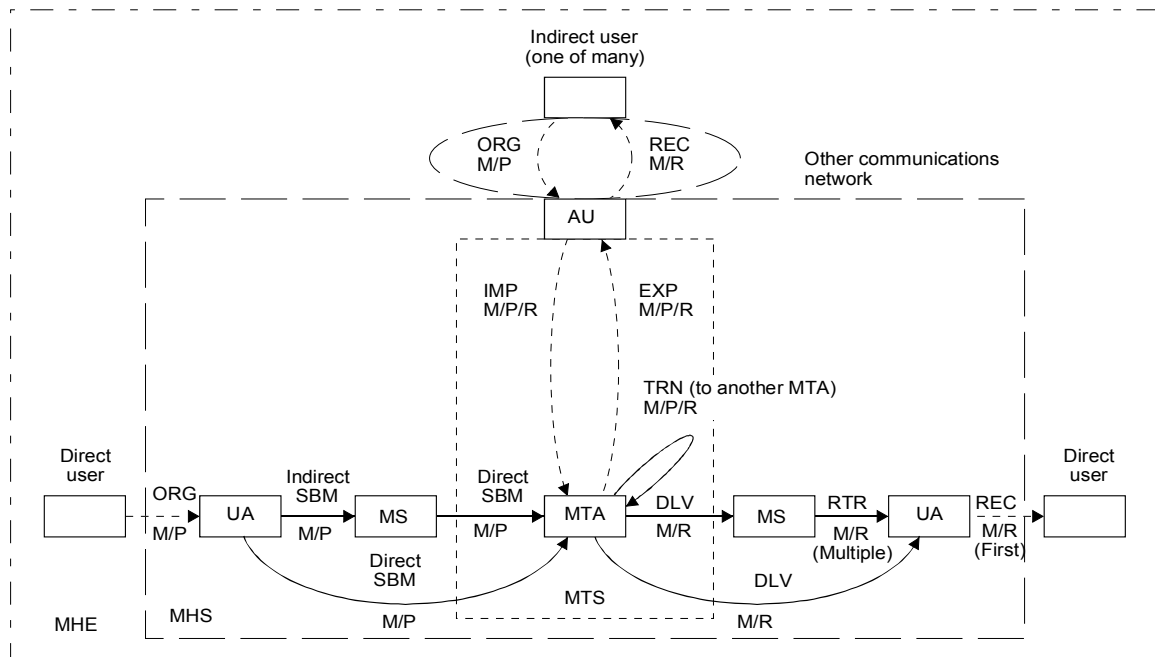 Indirect user
(one of many)
ORG
M/P
REC
M/R
Other communications
network
AU
IMP
M/P/R
EXP
M/P/R
TRN (to another MTA)
M/P/R
Direct
user
ORG
M/P
UA
Indirect
SBM
M/P
MS
Direct
SBM
M/P
MTA
DLV
M/R
MS
RTR
M/R
(Multiple)
UA
REC
M/R
(First)
Direct
user
Direct
SBM
M/P
DLV
M/R
MTS
MHS
MHE